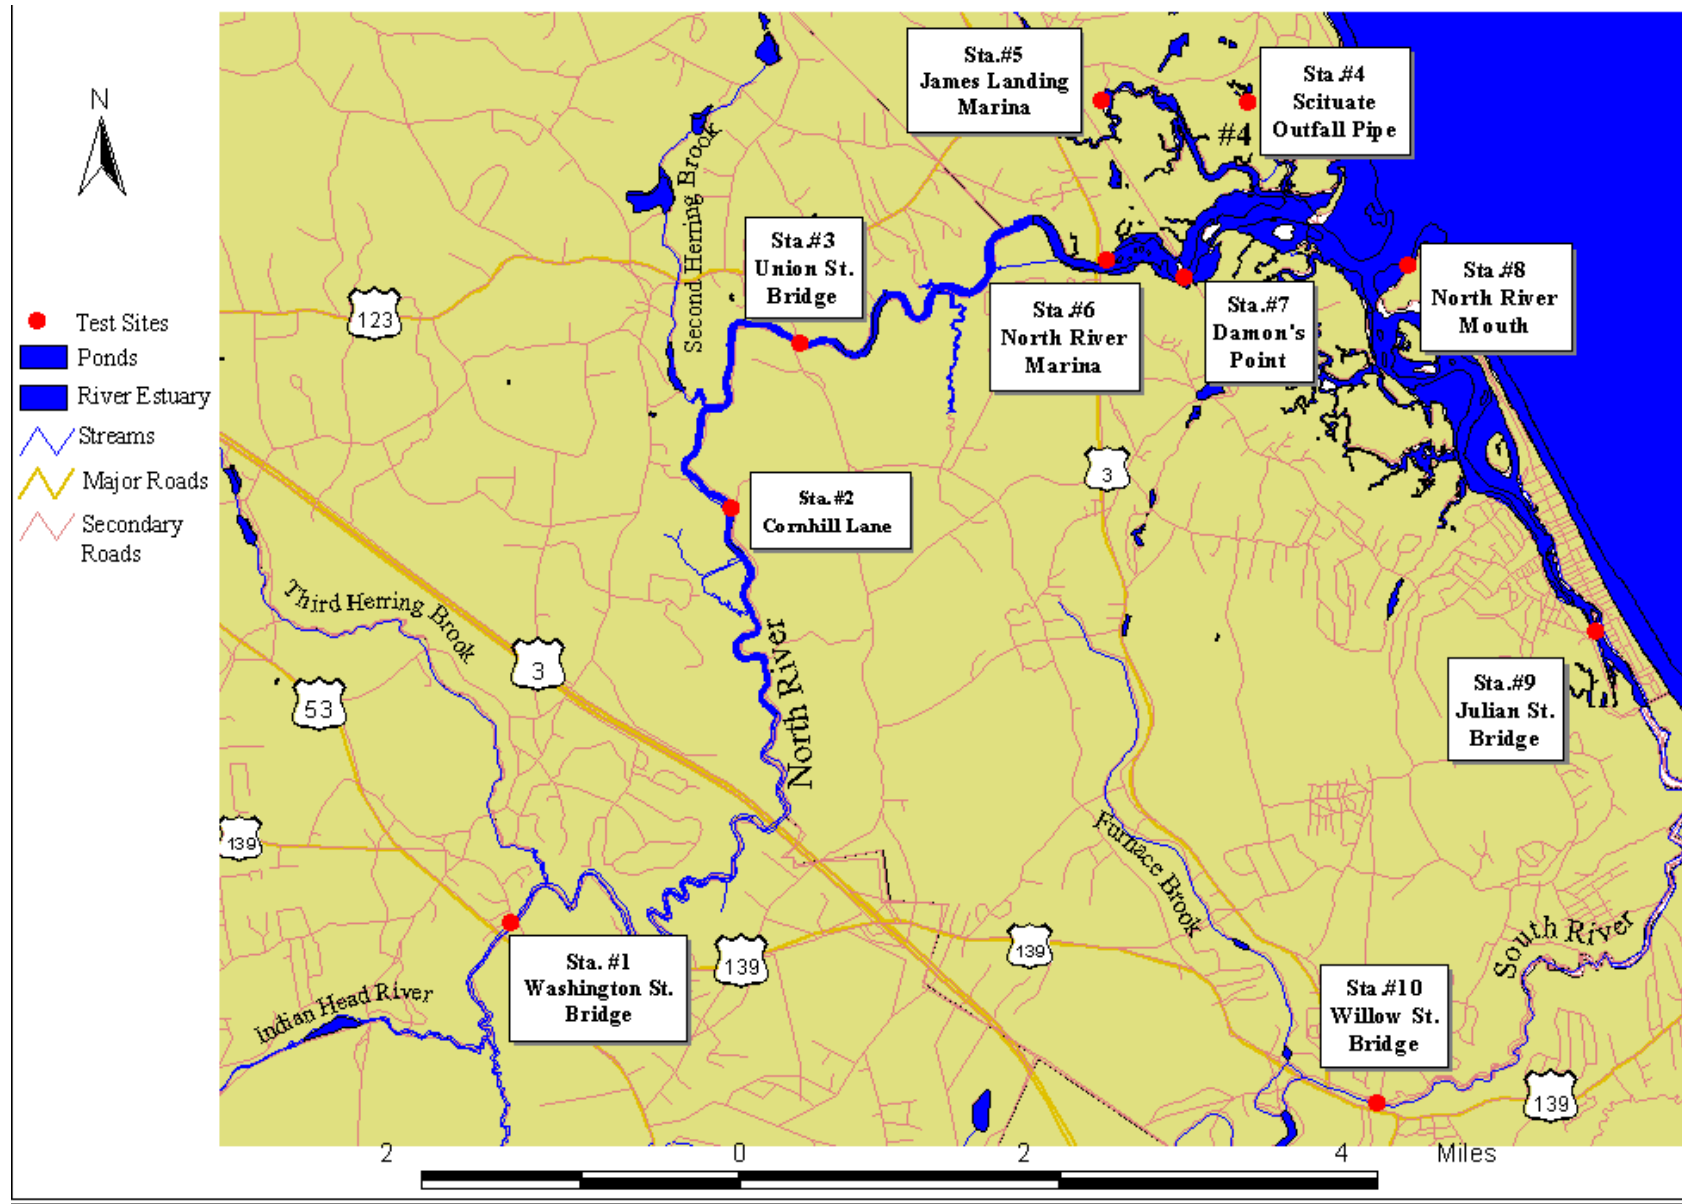 N
Test Sites
Ponds
River Estuary
Streams
Major Roads
Secondary
Roads
Sta.#5
James Landing
Marina
Sta.#4
Scituate
Outfall Pipe
#4
Second Herring Brook
Sta.#3
Union St.
Bridge
123
Sta.#6
North River
Marina
Sta.#7
Damon's
Point
Sta.#8
North River
Mouth
3
Sta.#2
Cornhill Lane
Third Herring Brook
3
53
North River
Sta.#9
Julian St.
Bridge
139
Furnace Brook
South River
Sta. #1
Washington St.
Bridge
139
139
Sta.#10
Willow St.
Bridge
Indian Head River
139
2 0 2 4 Miles